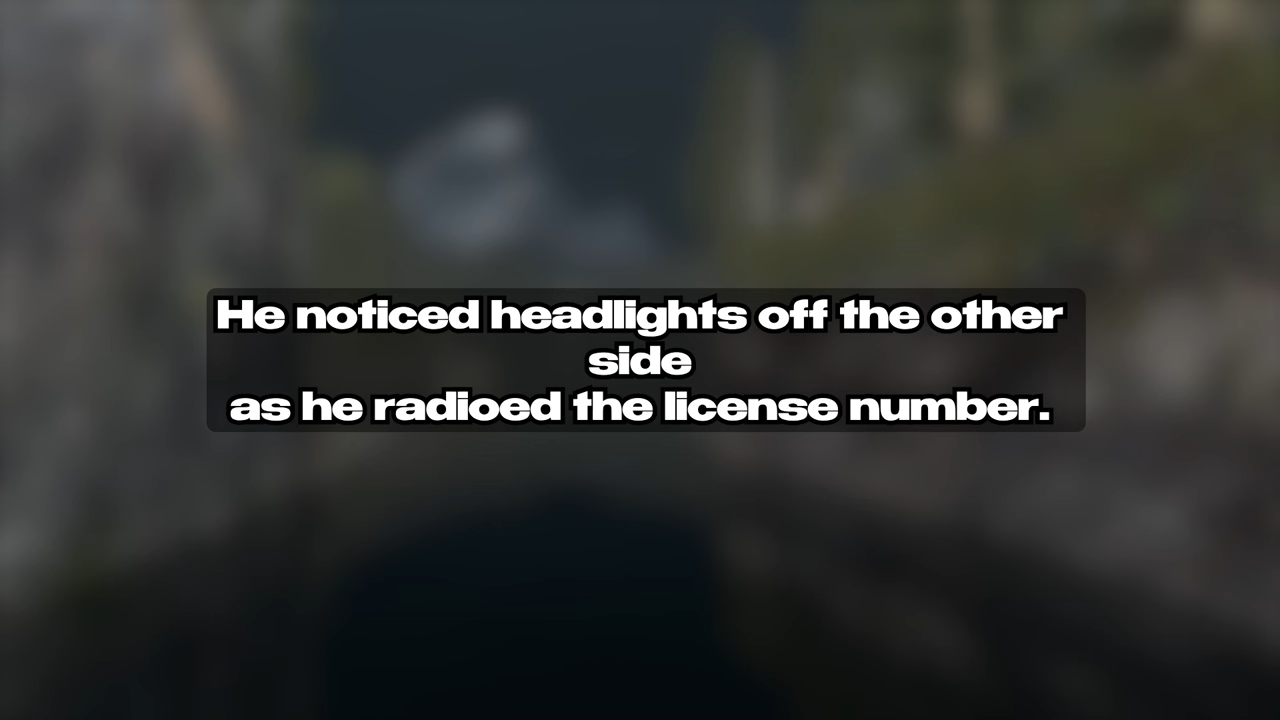 He noticed headlights off the other
side
as he radioed the license number.